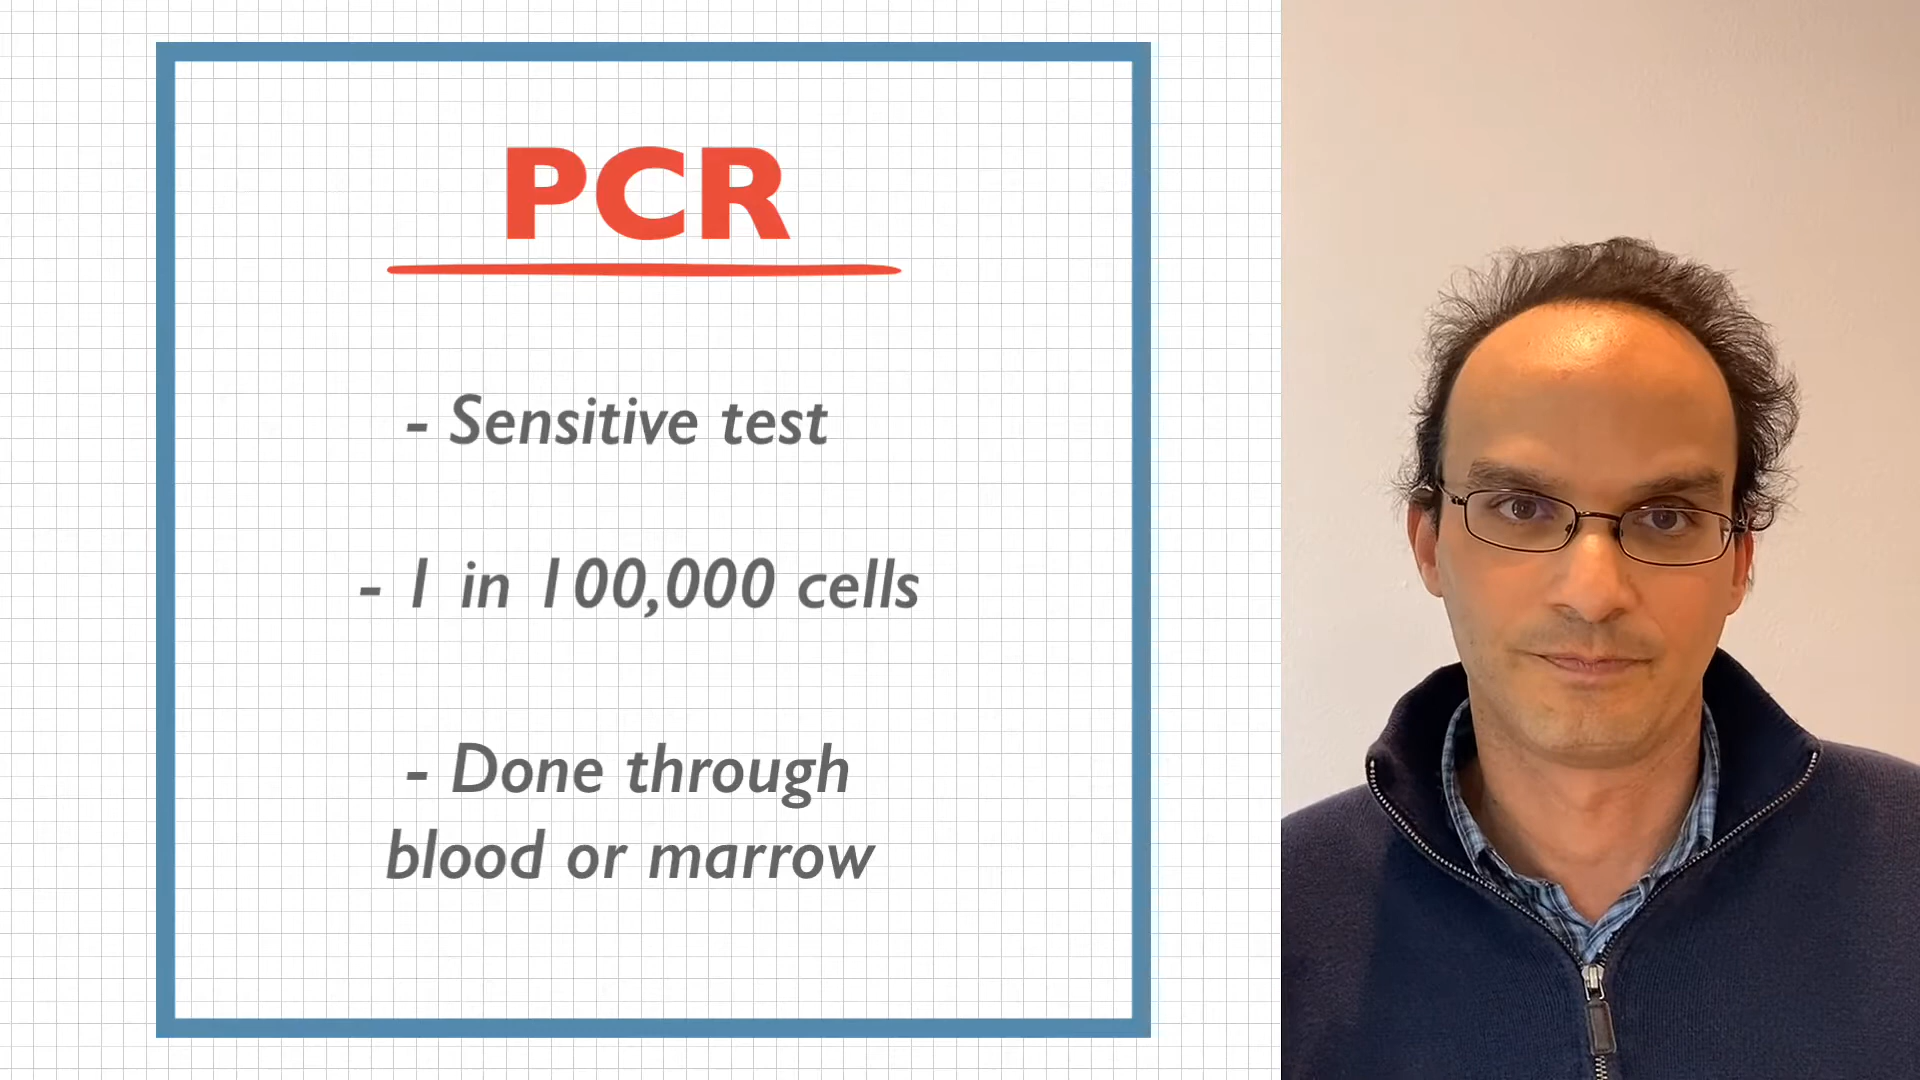 PCR
- Sensitive test
- 1 in 100,000 cells
- Done through
blood or marrow